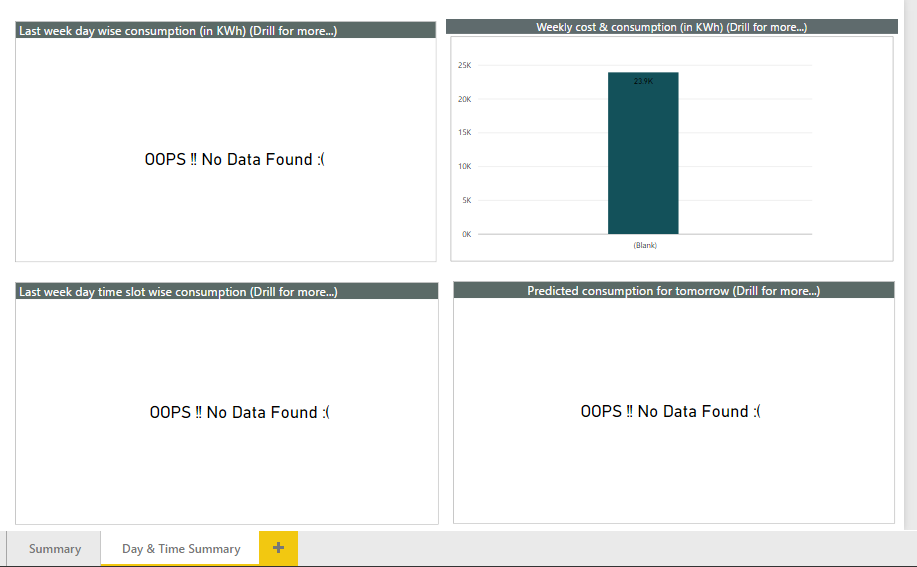 Last week day wise consumption (in KWh) (Drill for more...)
Weekly cost & consumption (in KWh) (Drill for more...)
25K
20K
15K
10K
5K
0K
23.9K
(Blank)
OOPS !! No Data Found :(
Last week day time slot wise consumption (Drill for more...)
Predicted consumption for tomorrow (Drill for more...)
OOPS !! No Data Found :(
OOPS !! No Data Found :(
Summary
Day & Time Summary
+